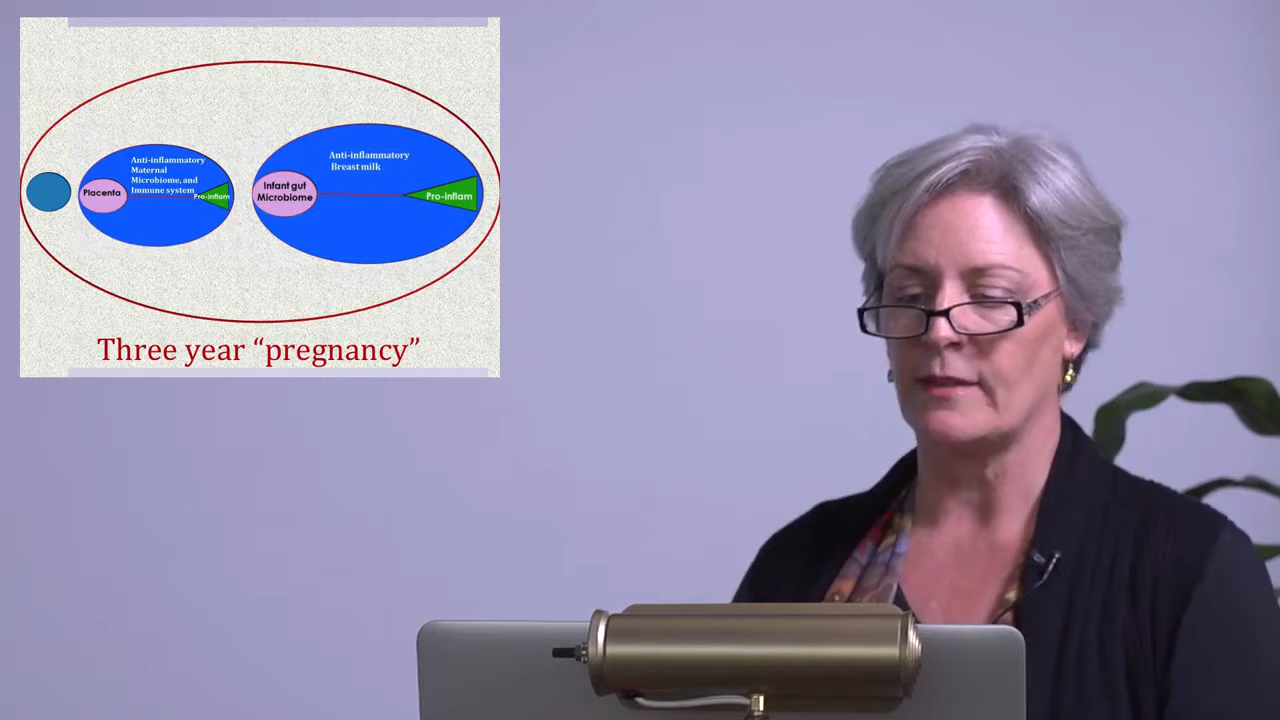 Anti-inflammatory
Maternal
Microbiome, and
Immune system
Placenta
Pro-inflam
Anti-inflammatory
Breast milk
Infant gut
Microbiome
Pro-inflam
Three year “pregnancy”